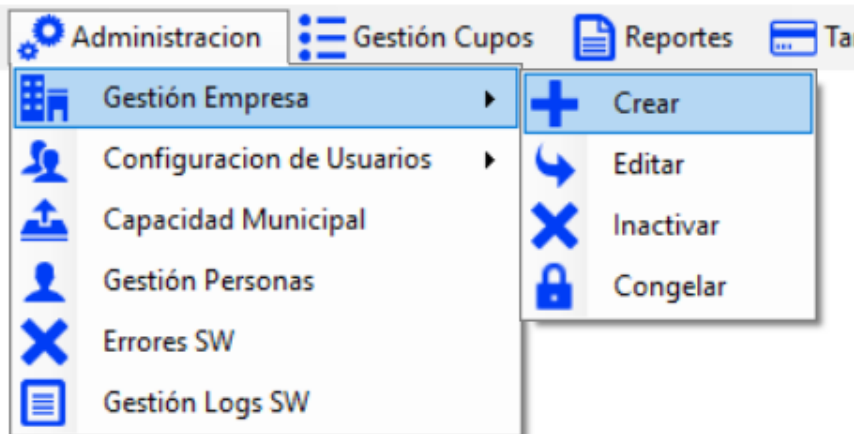 Administracion
Gestión Cupos
Reportes
Gestión Empresa
Crear
Configuracion de Usuarios
Editar
Capacidad Municipal
Inactivar
Gestión Personas
Congelar
Errores SW
Gestión Logs SW